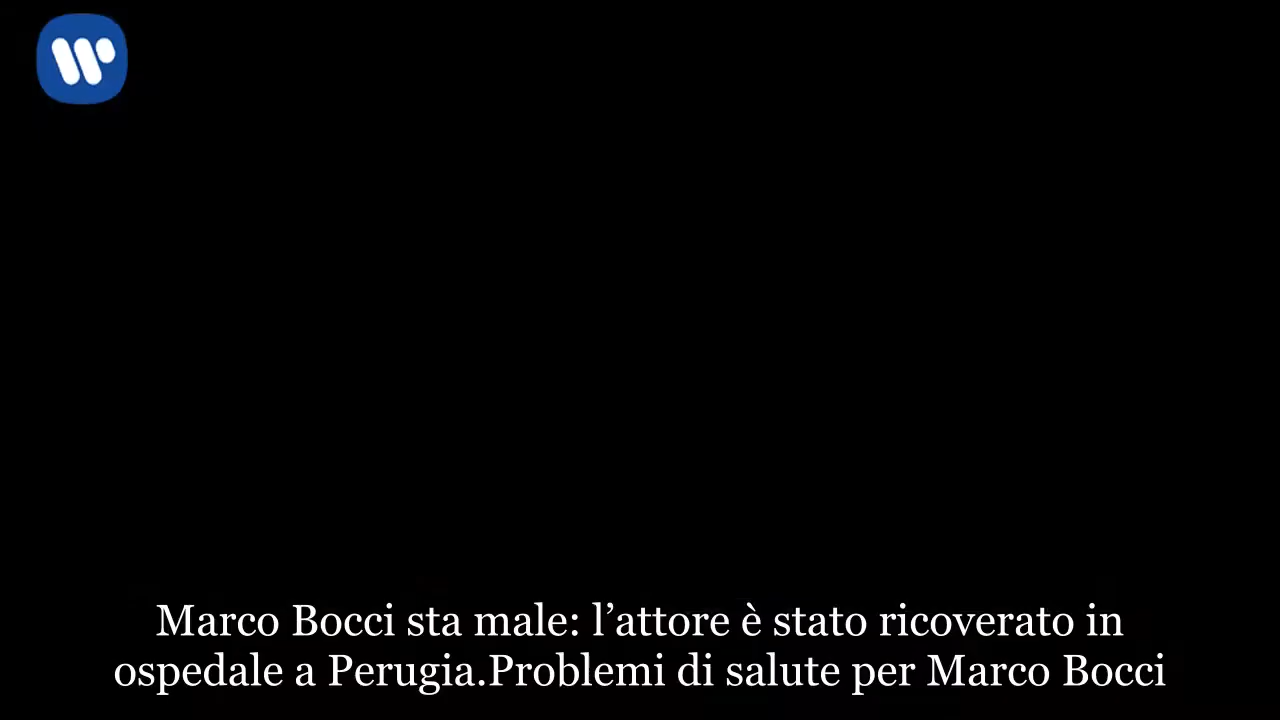 Marco Bocci sta male: l’attore è stato ricoverato in
ospedale a Perugia.Problemi di salute per Marco Bocci